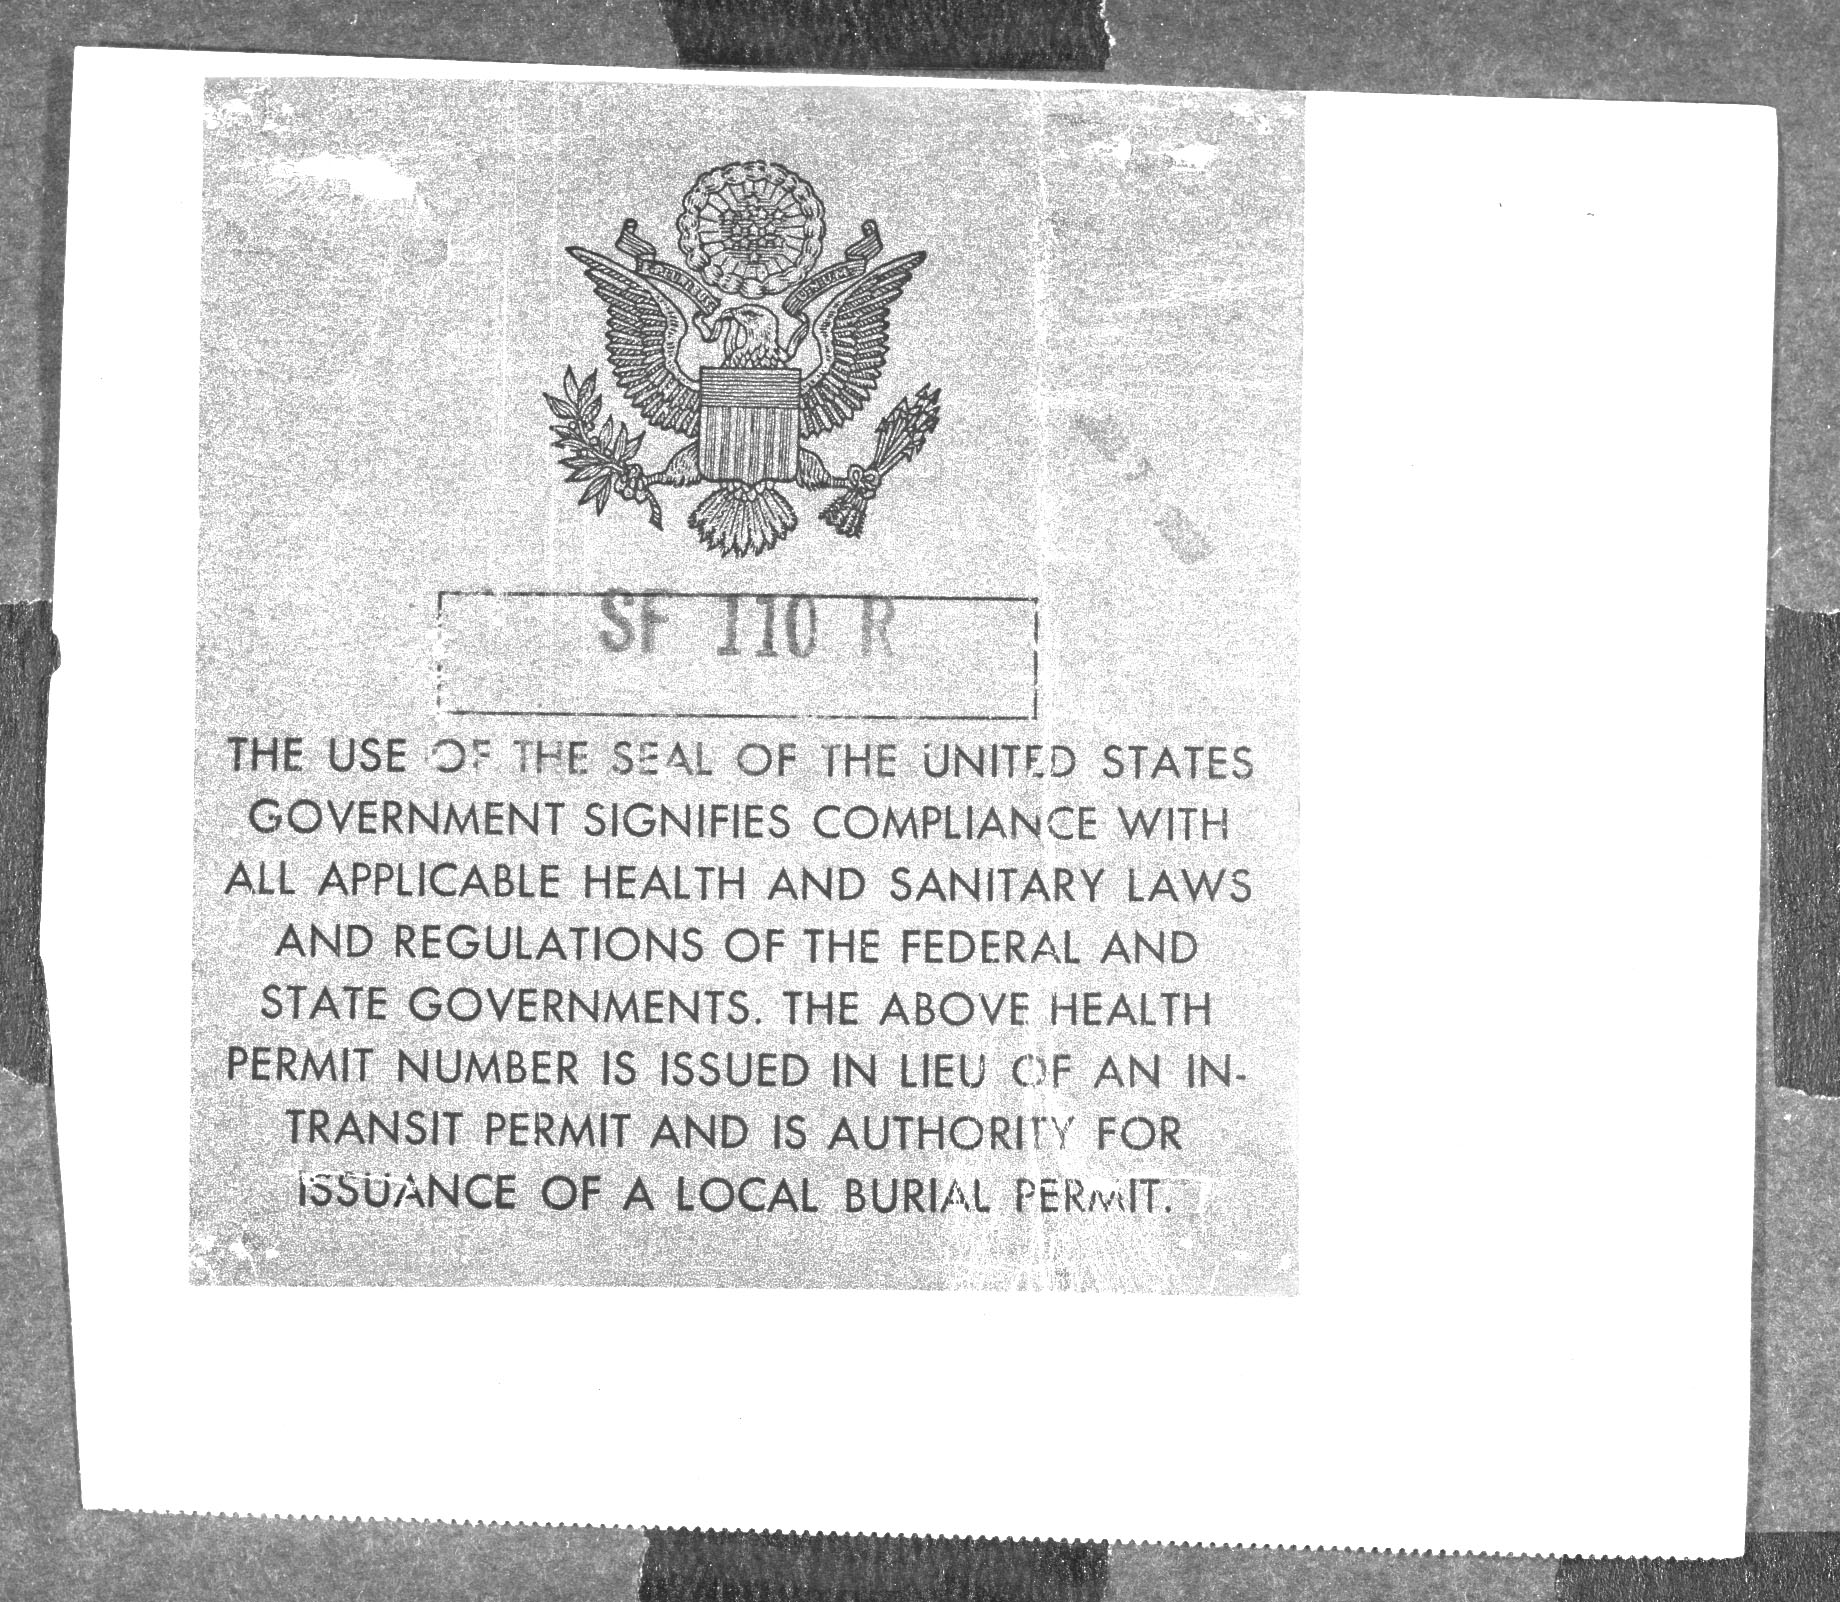 SF 110 R
THE USE OF THE SEAL OF THE UNITED STATES
GOVERNMENT SIGNIFIES COMPLIANCE WITH
ALL APPLICABLE HEALTH AND SANITARY LAWS
AND REGULATIONS OF THE FEDERAL AND
STATE GOVERNMENTS. THE ABOVE HEALTH
PERMIT NUMBER IS ISSUED IN LIEU OF AN IN-
TRANSIT PERMIT AND IS AUTHORITY FOR
ISSUANCE OF A LOCAL BURIAL PERMIT.